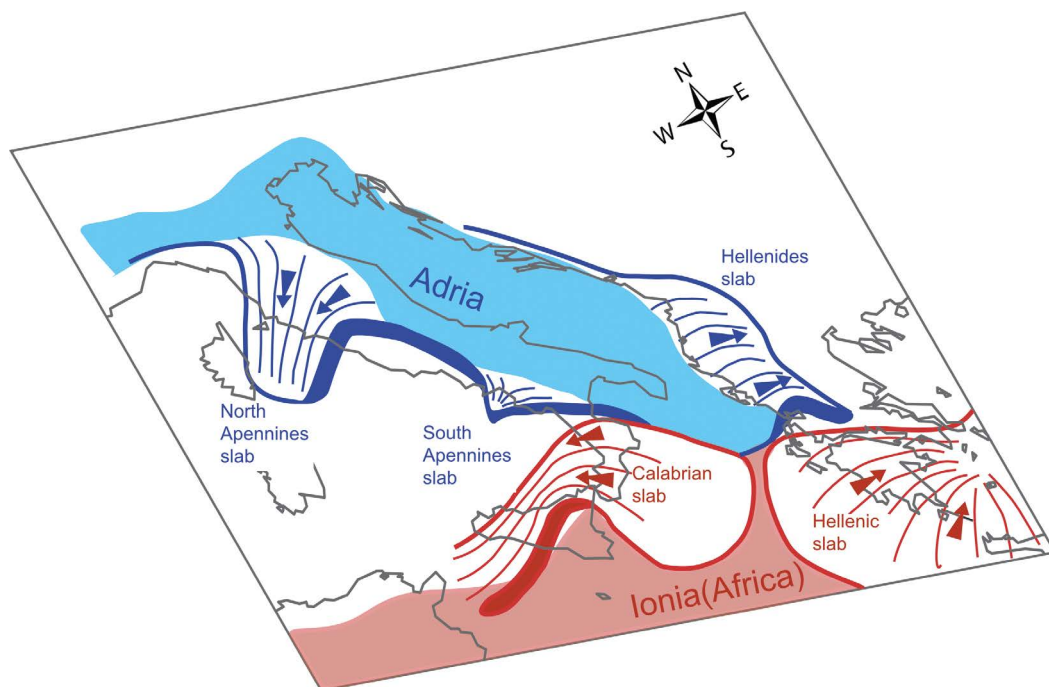 N
E
W
S
Hellenides
slab
Adria
North
Apennines
slab
South
Apennines
slab
Calabrian
slab
Hellenic
slab
Ionia(Africa)